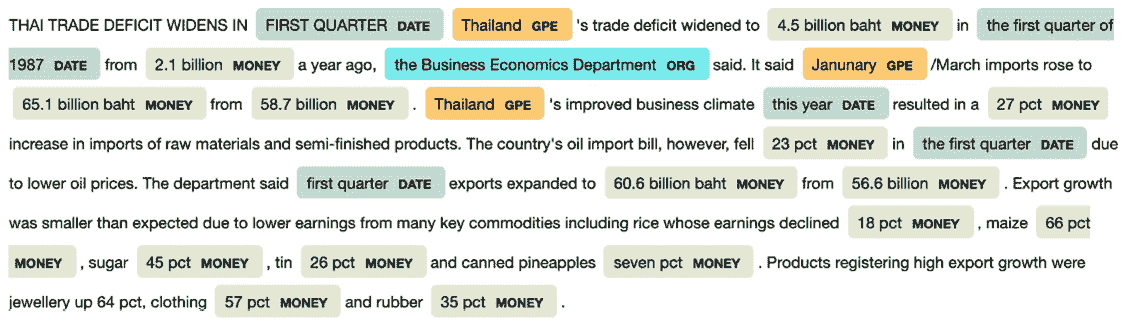 THAI TRADE DEFICIT WIDENS IN FIRST QUARTER DATE Thailand GPE 's trade deficit widened to 4.5 billion baht MONEY in the first quarter of
1987 DATE from 2.1 billion MONEY a year ago, the Business Economics Department ORG said. It said Janunary GPE /March imports rose to
65.1 billion baht MONEY from 58.7 billion MONEY . Thailand GPE 's improved business climate this year DATE resulted in a 27 pct MONEY
increase in imports of raw materials and semi-finished products. The country's oil import bill, however, fell 23 pct MONEY in the first quarter DATE due
to lower oil prices. The department said first quarter DATE exports expanded to 60.6 billion baht MONEY from 56.6 billion MONEY . Export growth
was smaller than expected due to lower earnings from many key commodities including rice whose earnings declined 18 pct MONEY , maize 66 pct
MONEY , sugar 45 pct MONEY , tin 26 pct MONEY and canned pineapples seven pct MONEY . Products registering high export growth were
jewellery up 64 pct, clothing 57 pct MONEY and rubber 35 pct MONEY .